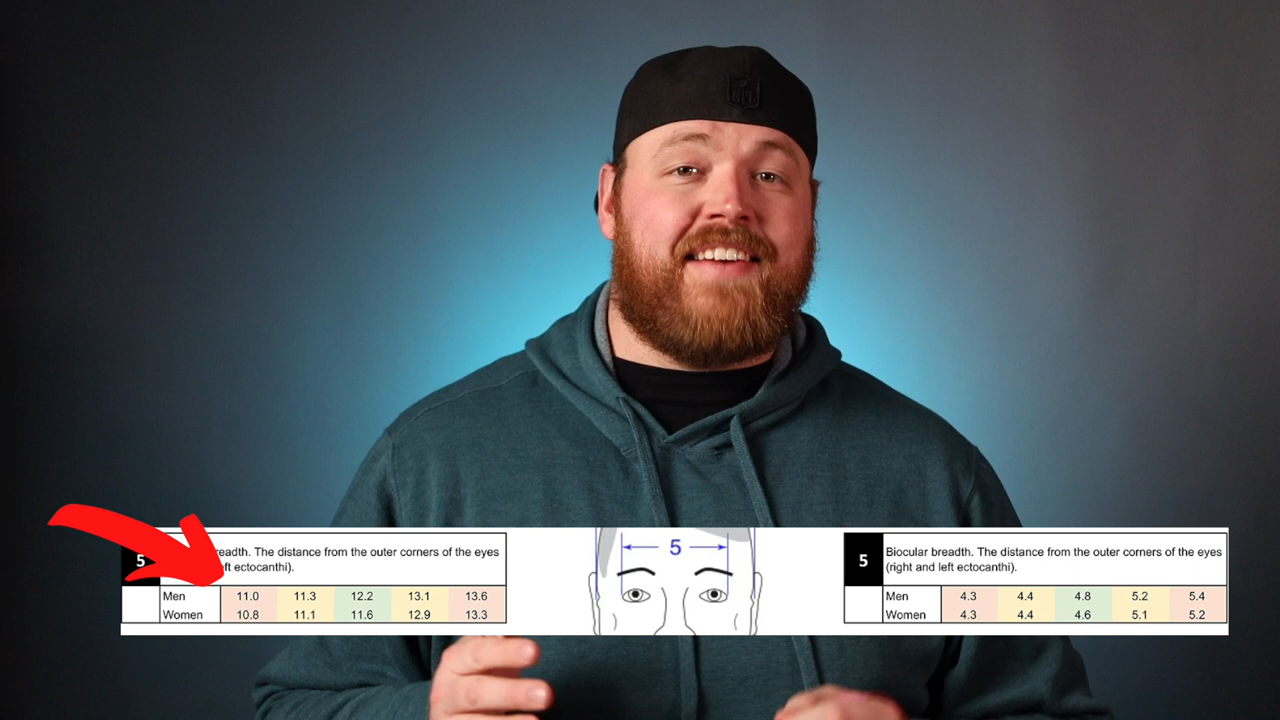 NFL
5
readth. The distance from the outer corners of the eyes
ft ectocanthi).
Men 11.0 11.3 12.2 13.1 13.6
Women 10.8 11.1 11.6 12.9 13.3
5
5
Biocular breadth. The distance from the outer corners of the eyes
(right and left ectocanthi).
Men 4.3 4.4 4.8 5.2 5.4
Women 4.3 4.4 4.6 5.1 5.2